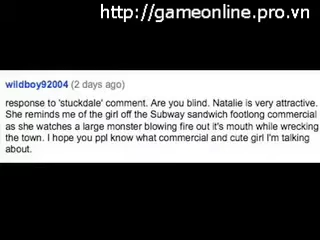 http://gameonline.pro.vn
wildboy92004 (2 days ago)
response to 'stuckdale' comment. Are you blind. Natalie is very attractive.
She reminds me of the girl off the Subway sandwich footlong commercial
as she watches a large monster blowing fire out it's mouth while wrecking
the town. I hope you ppl know what commercial and cute girl I'm talking
about.